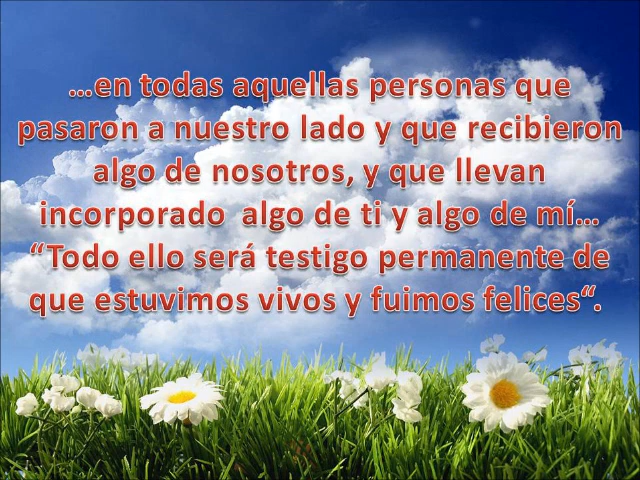 ...en todas aquellas personas que
pasaron a nuestro lado y que recibieron
algo de nosotros, y que llevan
incorporado  algo de ti y algo de mí...
“Todo ello será testigo permanente de
que estuvimos vivos y fuimos felices“.